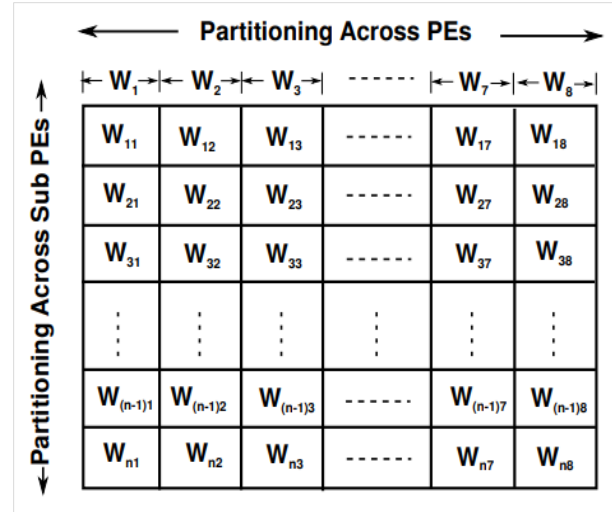 Partitioning Across PEs
W1 W2 W3 ------ W7 W8
Partitioning Across Sub PEs
W11 W12 W13 ------ W17 W18
W21 W22 W23 ------ W27 W28
W31 W32 W33 ------ W37 W38
W(n-1)1 W(n-1)2 W(n-1)3 ------ W(n-1)7 W(n-1)8
Wn1 Wn2 Wn3 ------ Wn7 Wn8